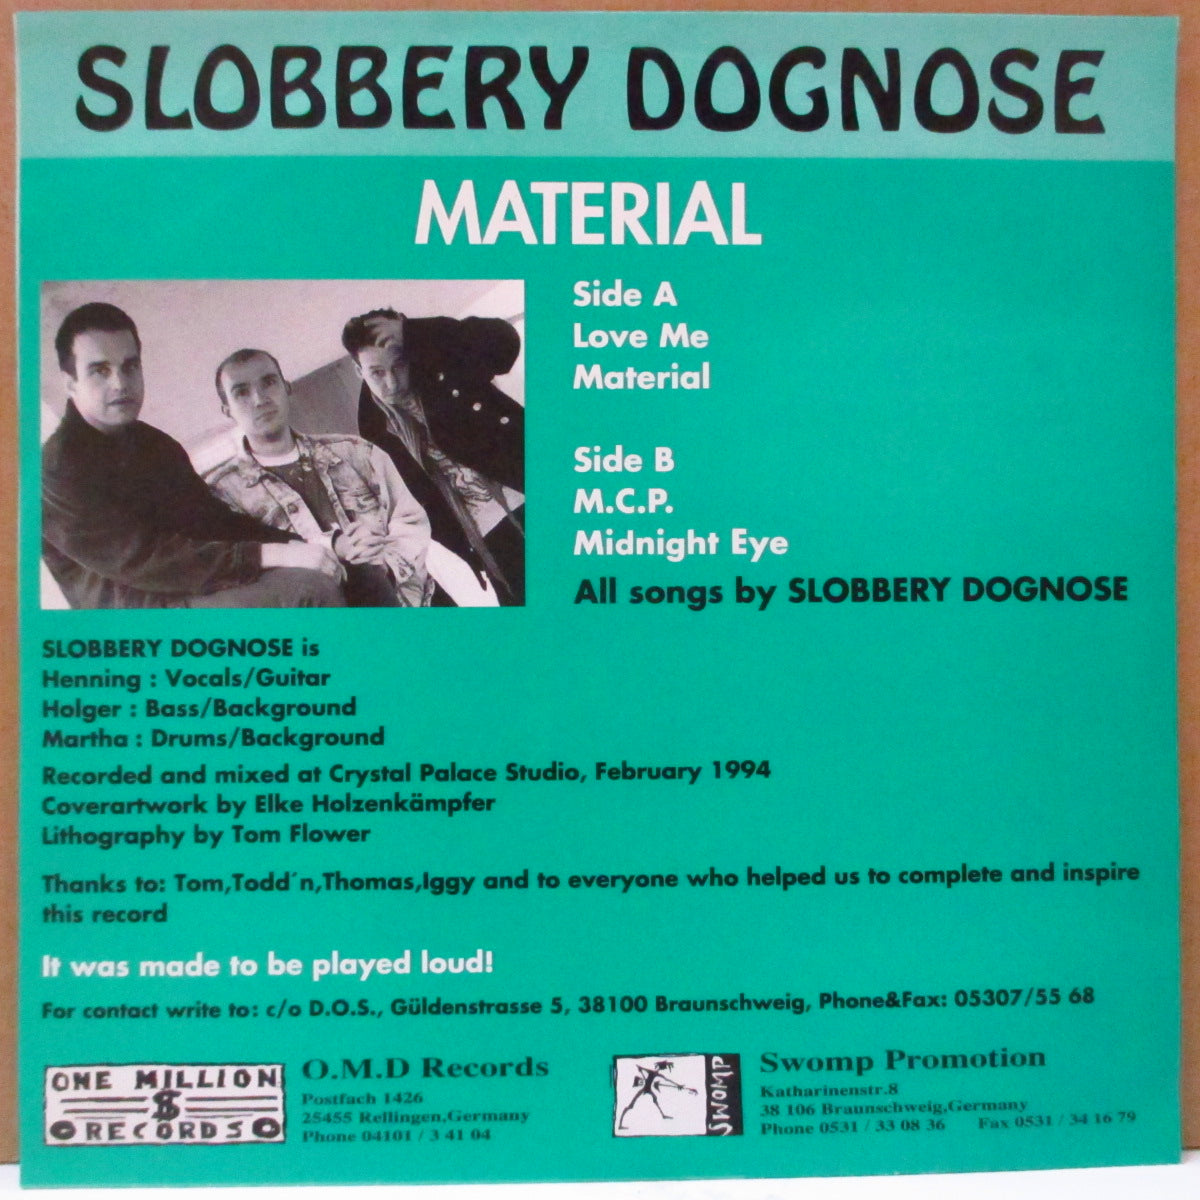 SLOBBERY DOGNOSE
MATERIAL
Side A
Love Me
Material
Side B
M.C.P.
Midnight Eye
All songs by SLOBBERY DOGNOSE
SLOBBERY DOGNOSE is
Henning : Vocals/Guitar
Holger : Bass/Background
Martha : Drums/Background
Recorded and mixed at Crystal Palace Studio, February 1994
Coverartwork by Elke Holzenkämpfer
Lithography by Tom Flower
Thanks to: Tom,Todd´n,Thomas,Iggy and to everyone who helped us to complete and inspire
this record
It was made to be played loud!
For contact write to: c/o D.O.S., Güldenstrasse 5, 38100 Braunschweig, Phone&Fax: 05307/55 68
ONE MILLION
$
RECORDS
O.M.D Records
Postfach 1426
25455 Rellingen,Germany
Phone 04101 / 3 41 04
SWOMP
Swomp Promotion
Katharinenstr.8
38 106 Braunschweig,Germany
Phone 0531 / 33 08 36 Fax 0531 / 34 16 79